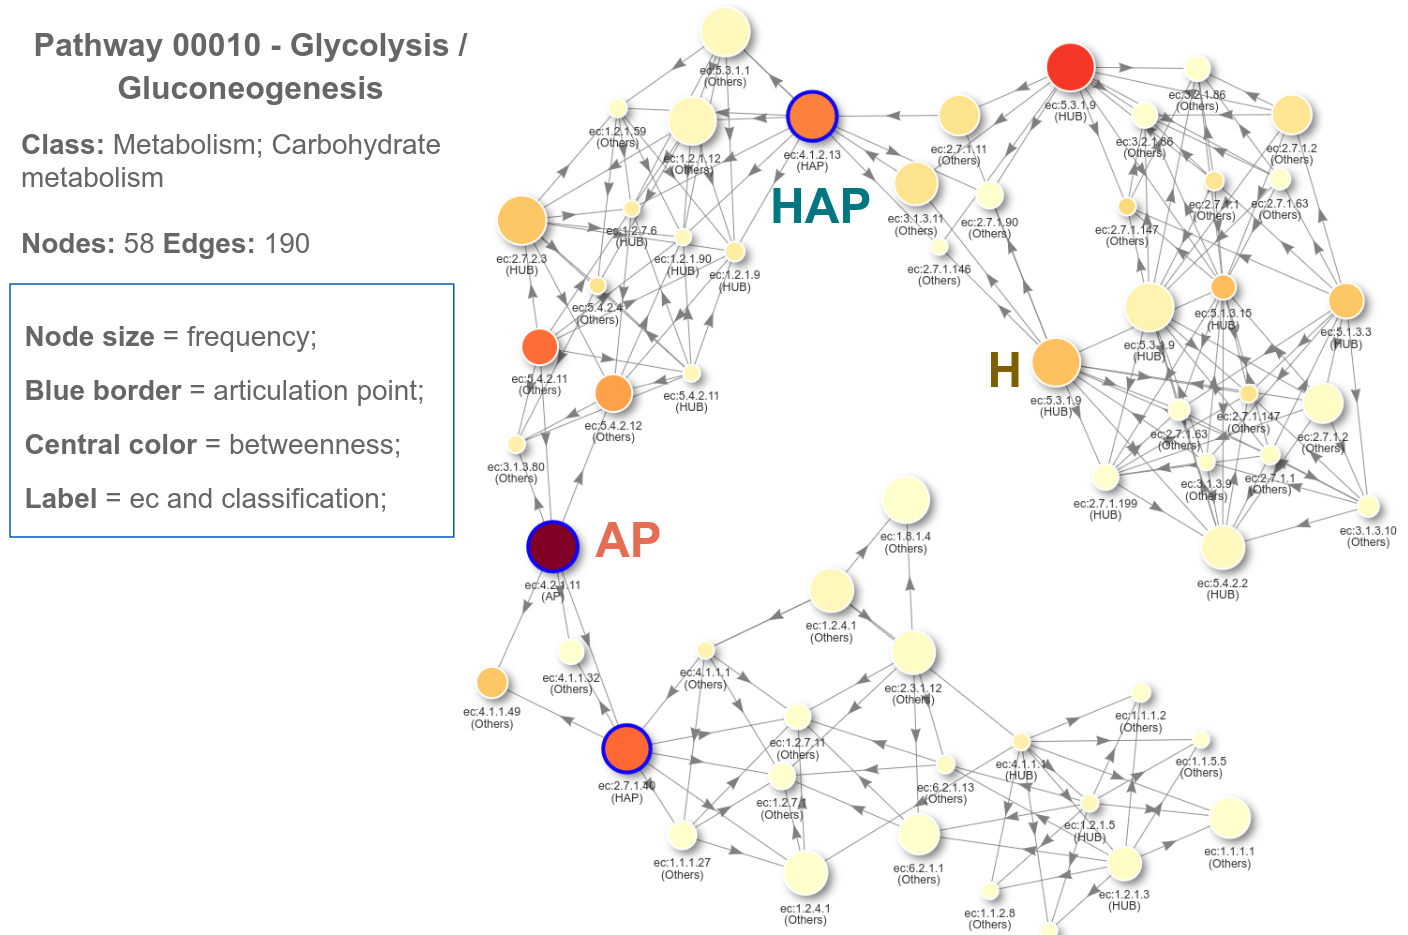 Pathway 00010 - Glycolysis /
Gluconeogenesis
Class: Metabolism; Carbohydrate
metabolism
Nodes: 58 Edges: 190
Node size = frequency;
Blue border = articulation point;
Central color = betweenness;
Label = ec and classification;
HAP
H
AP
ec:5.3.1.1
(Others)
ec:1.2.1.59
(Others)
ec:1.2.1.12
(Others)
ec:4.1.2.13
(HAP)
ec:2.7.1.11
(Others)
ec:5.3.1.9
(HUB)
ec:3.2.1.86
(Others)
ec:3.2.1.86
(Others)
ec:2.7.1.2
(Others)
ec:3.1.3.11
(Others)
ec:2.7.1.90
(Others)
ec:2.7.1.146
(Others)
ec:2.7.1.147
(Others)
ec:2.7.1.1
(Others)
ec:2.7.1.63
(Others)
ec:2.7.2.3
(HUB)
ec:1.2.7.6
(HUB)
ec:1.2.1.90
(HUB)
ec:1.2.1.9
(HUB)
ec:5.4.2.4
(Others)
ec:5.4.2.11
(Others)
ec:5.4.2.11
(HUB)
ec:5.4.2.12
(Others)
ec:3.1.3.80
(Others)
ec:5.3.1.9
(HUB)
ec:5.1.3.15
(HUB)
ec:5.1.3.3
(HUB)
ec:5.3.1.9
(HUB)
ec:2.7.1.63
(Others)
ec:2.7.1.147
(Others)
ec:2.7.1.2
(Others)
ec:2.7.1.199
(HUB)
ec:3.1.3.9
(Others)
ec:2.7.1.1
(Others)
ec:3.1.3.10
(Others)
ec:5.4.2.2
(HUB)
ec:4.2.1.11
(AP)
ec:4.1.1.32
(Others)
ec:4.1.1.49
(Others)
ec:2.7.1.40
(HAP)
ec:1.8.1.4
(Others)
ec:1.2.4.1
(Others)
ec:4.1.1.1
(Others)
ec:2.3.1.12
(Others)
ec:1.2.7.11
(Others)
ec:1.2.7.1
(Others)
ec:6.2.1.13
(Others)
ec:4.1.1.1
(HUB)
ec:1.1.1.2
(Others)
ec:1.1.5.5
(Others)
ec:1.2.1.5
(HUB)
ec:1.1.1.1
(Others)
ec:1.1.1.27
(Others)
ec:1.2.4.1
(Others)
ec:6.2.1.1
(Others)
ec:1.2.1.3
(HUB)
ec:1.1.2.8
(Others)